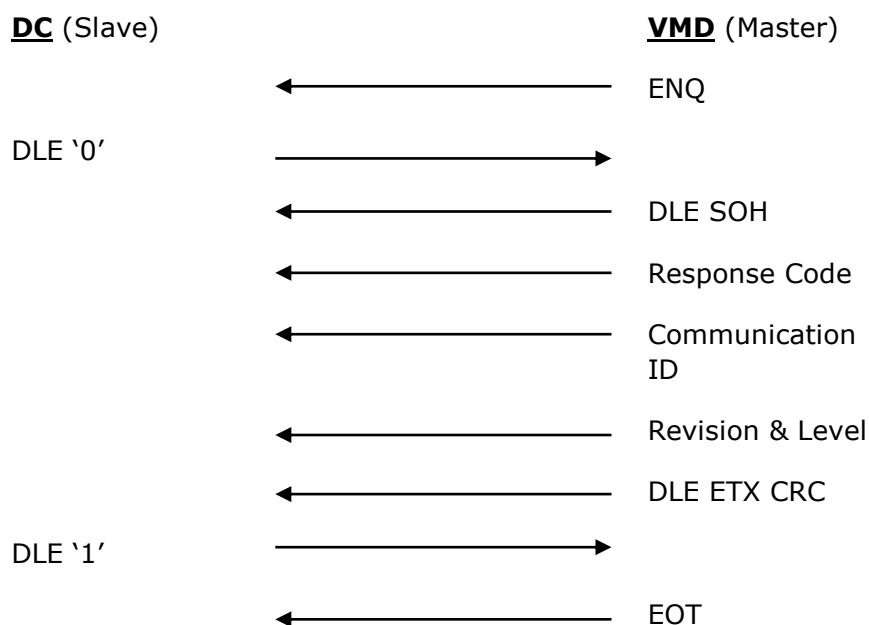 DC (Slave)
VMD (Master)
ENQ
DLE ‘0’
DLE SOH
Response Code
Communication
ID
Revision & Level
DLE ETX CRC
DLE ‘1’
EOT